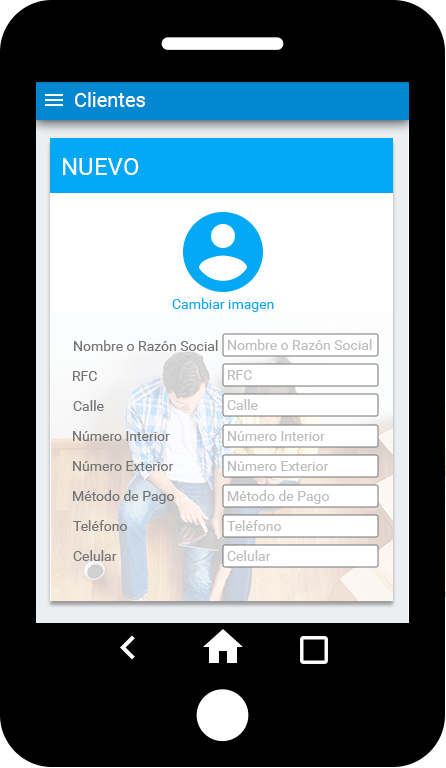 Clientes
NUEVO
Cambiar imagen
Nombre o Razón Social Nombre o Razón Social
RFC RFC
Calle Calle
Número Interior Número Interior
Número Exterior Número Exterior
Método de Pago Método de Pago
Teléfono Teléfono
Celular Celular